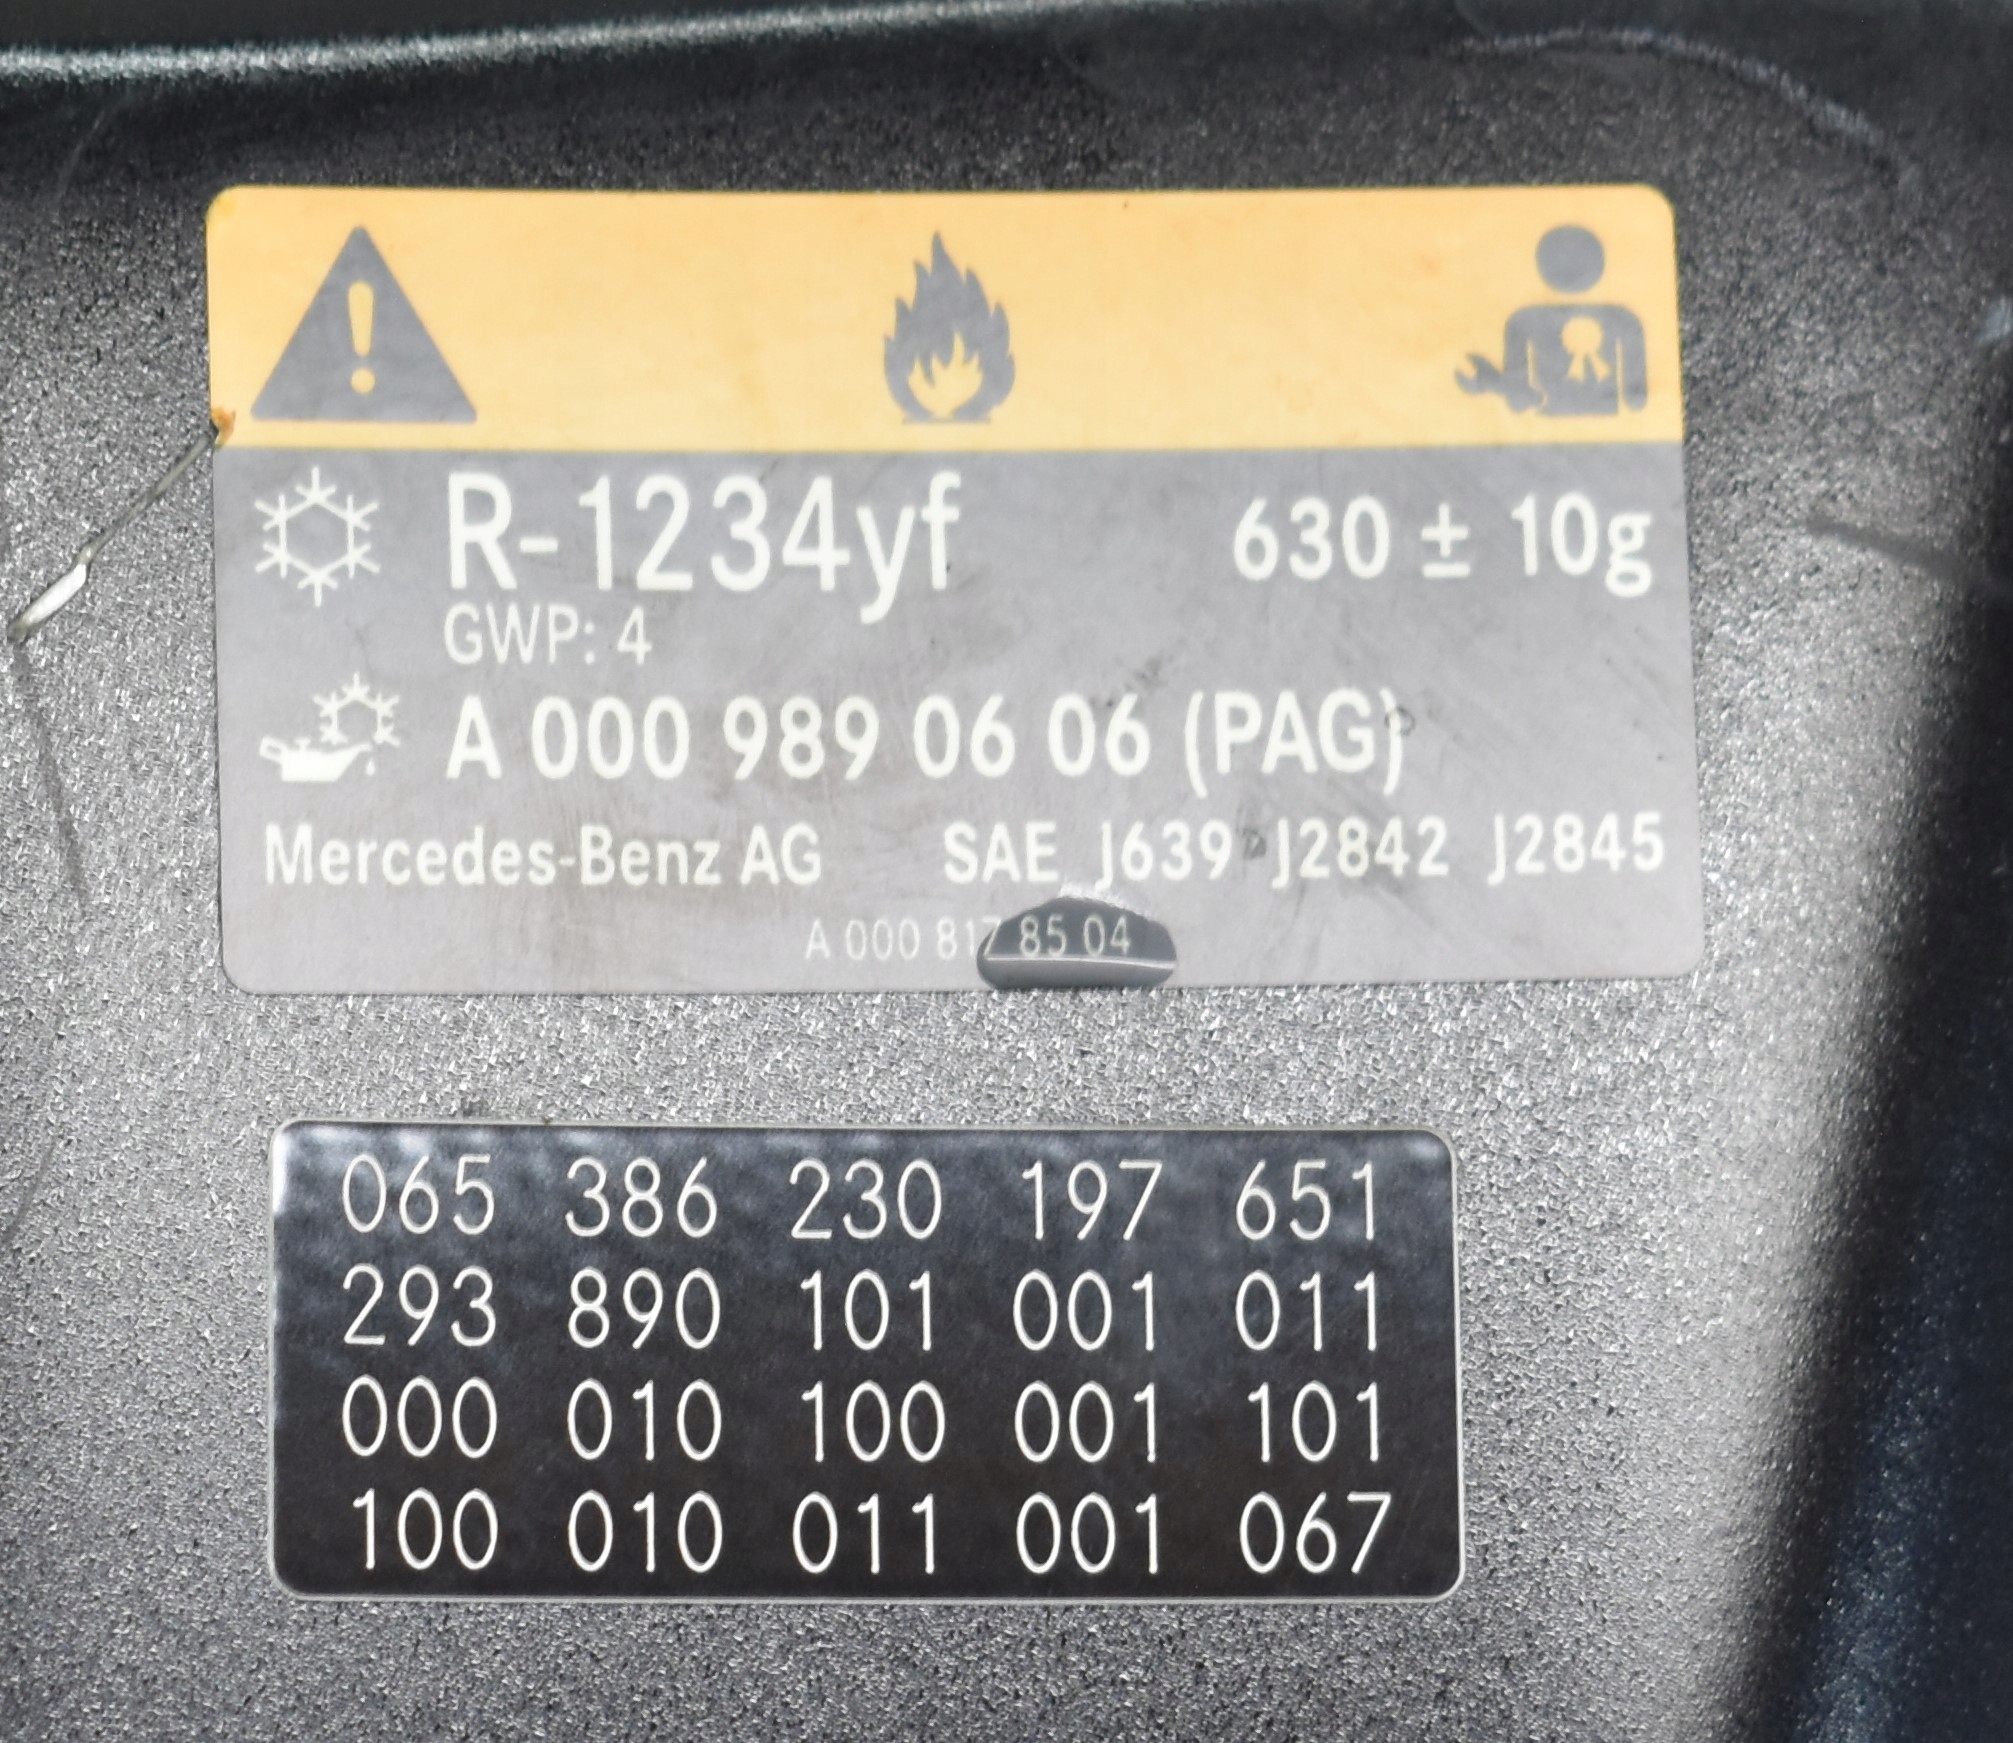 R-1234yf 630 ± 10g
GWP: 4
A 000 989 06 06 (PAG)
Mercedes-Benz AG SAE J639 J2842 J2845
A 000 817 85 04
065 386 230 197 651
293 890 101 001 011
000 010 100 001 101
100 010 011 001 067